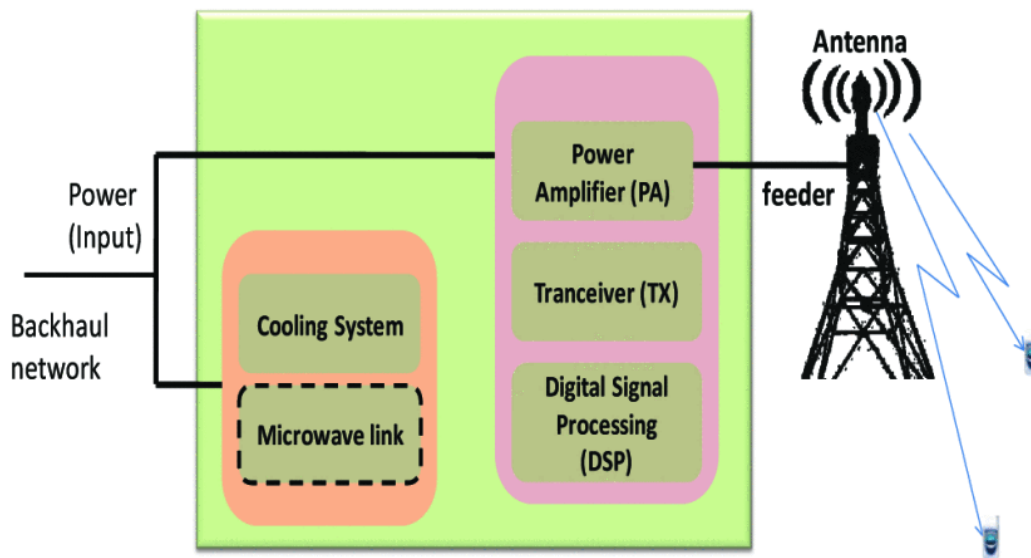 Antenna
Power
(Input)
Backhaul
network
Cooling System
Microwave link
Power
Amplifier (PA)
Tranceiver (TX)
Digital Signal
Processing
(DSP)
feeder